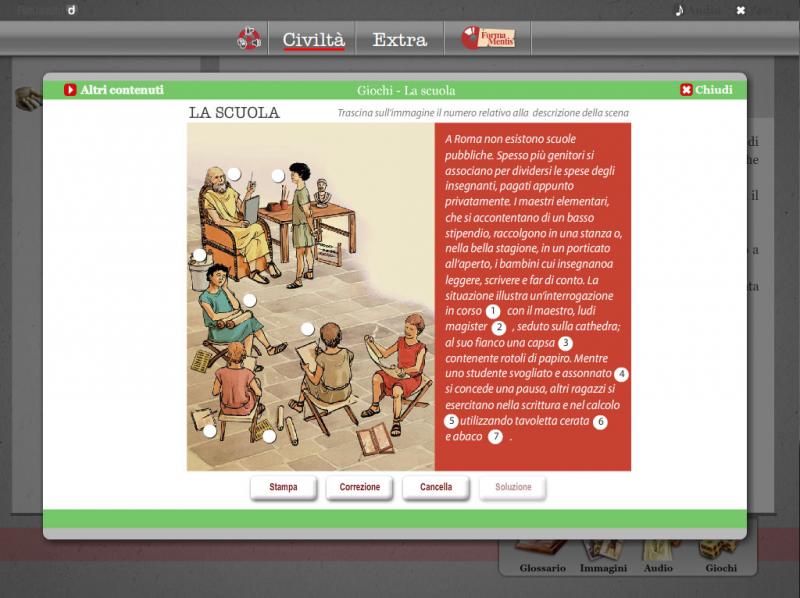 Civiltà
Extra
Forma
Mentis
Altri contenuti
Giochi - La scuola
Chiudi
LA SCUOLA
Trascina sull'immagine il numero relativo alla descrizione della scena
A Roma non esistono scuole
pubbliche. Spesso più genitori si
associano per dividersi le spese degli
insegnanti, pagati appunto
privatamente. I maestri elementari,
che si accontentano di un basso
stipendio, raccolgono in una stanza o,
nella bella stagione, in un porticato
all'aperto, i bambini cui insegnanoa
leggere, scrivere e far di conto. La
situazione illustra un'interrogazione
in corso 1 con il maestro, ludi
magister 2 , seduto sulla cathedra;
al suo fianco una capsa 3
contenente rotoli di papiro. Mentre
uno studente svogliato e assonnato 4
si concede una pausa, altri ragazzi si
esercitano nella scrittura e nel calcolo
5 utilizzando tavoletta cerata 6
e abaco 7 .
di
il
a
Stampa
Correzione
Cancella
Soluzione
Glossario
Immagini
Audio
Giochi